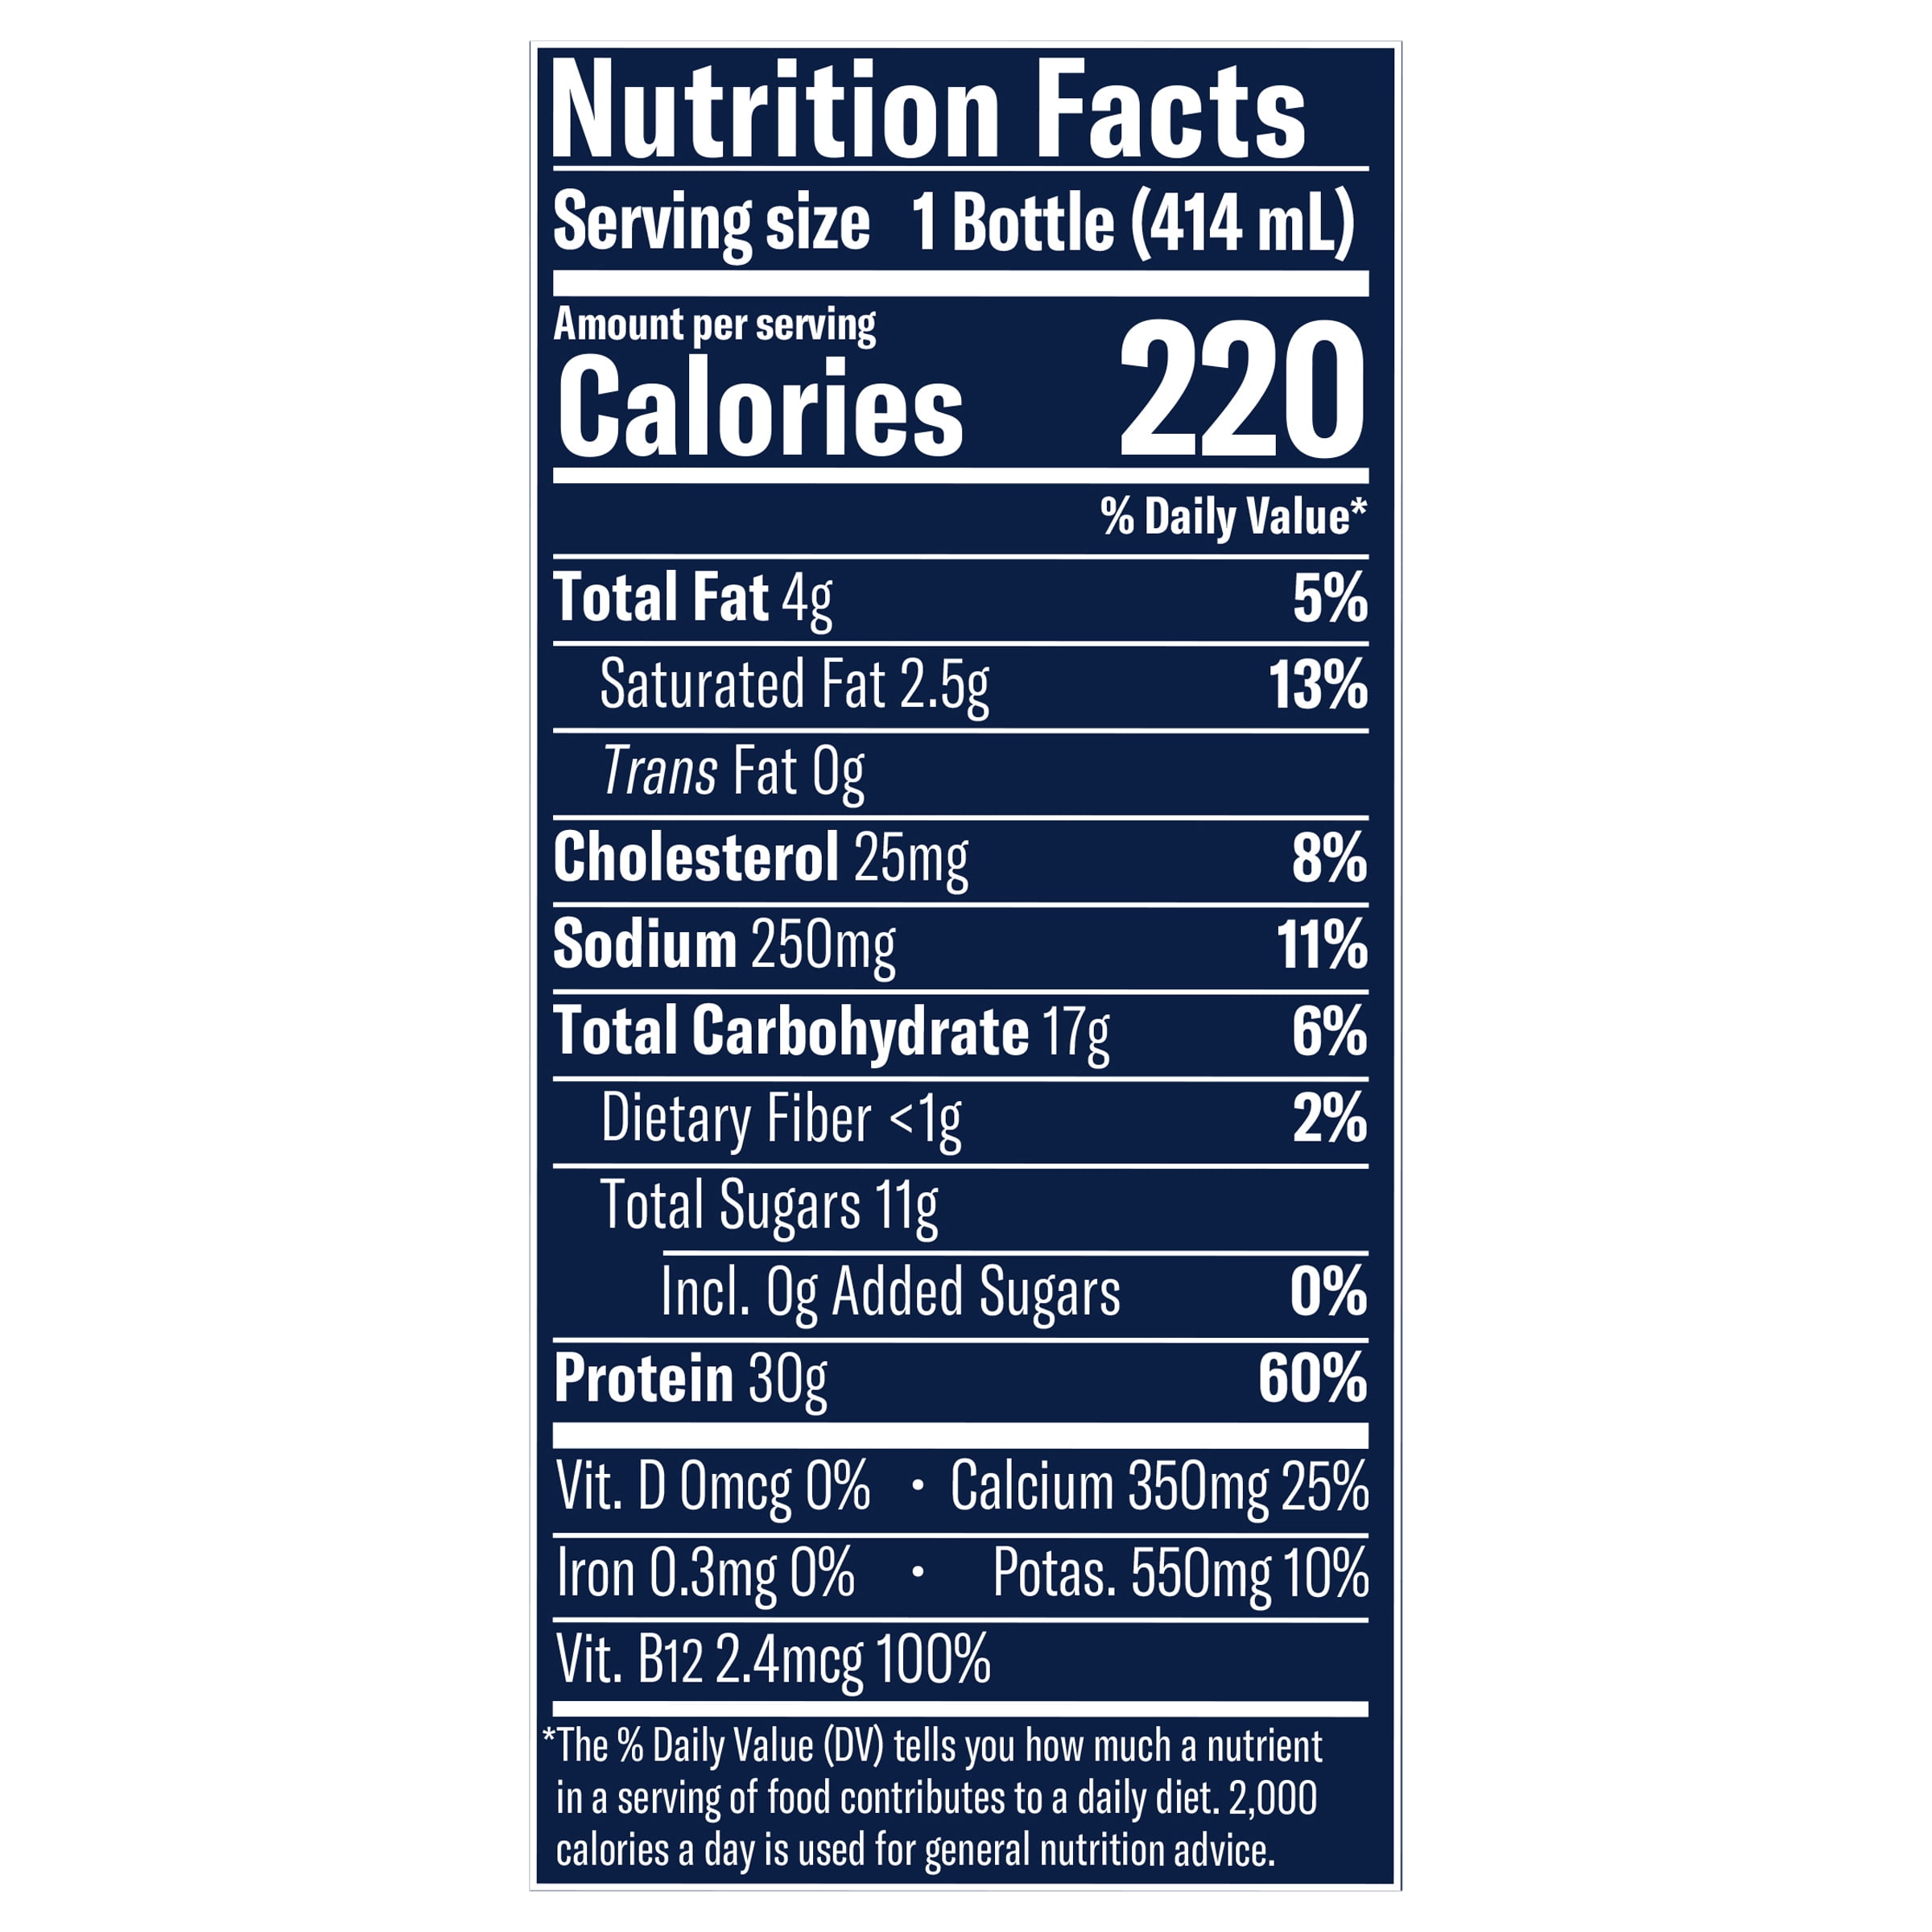 Nutrition Facts
Serving size 1 Bottle (414 mL)
Amount per serving
Calories 220
% Daily Value*
Total Fat 4g 5%
Saturated Fat 2.5g 13%
Trans Fat 0g
Cholesterol 25mg 8%
Sodium 250mg 11%
Total Carbohydrate 17g 6%
Dietary Fiber <1g 2%
Total Sugars 11g
Incl. 0g Added Sugars 0%
Protein 30g 60%
Vit. D 0mcg 0% • Calcium 350mg 25%
Iron 0.3mg 0% • Potas. 550mg 10%
Vit. B12 2.4mcg 100%
*The % Daily Value (DV) tells you how much a nutrient
in a serving of food contributes to a daily diet. 2,000
calories a day is used for general nutrition advice.